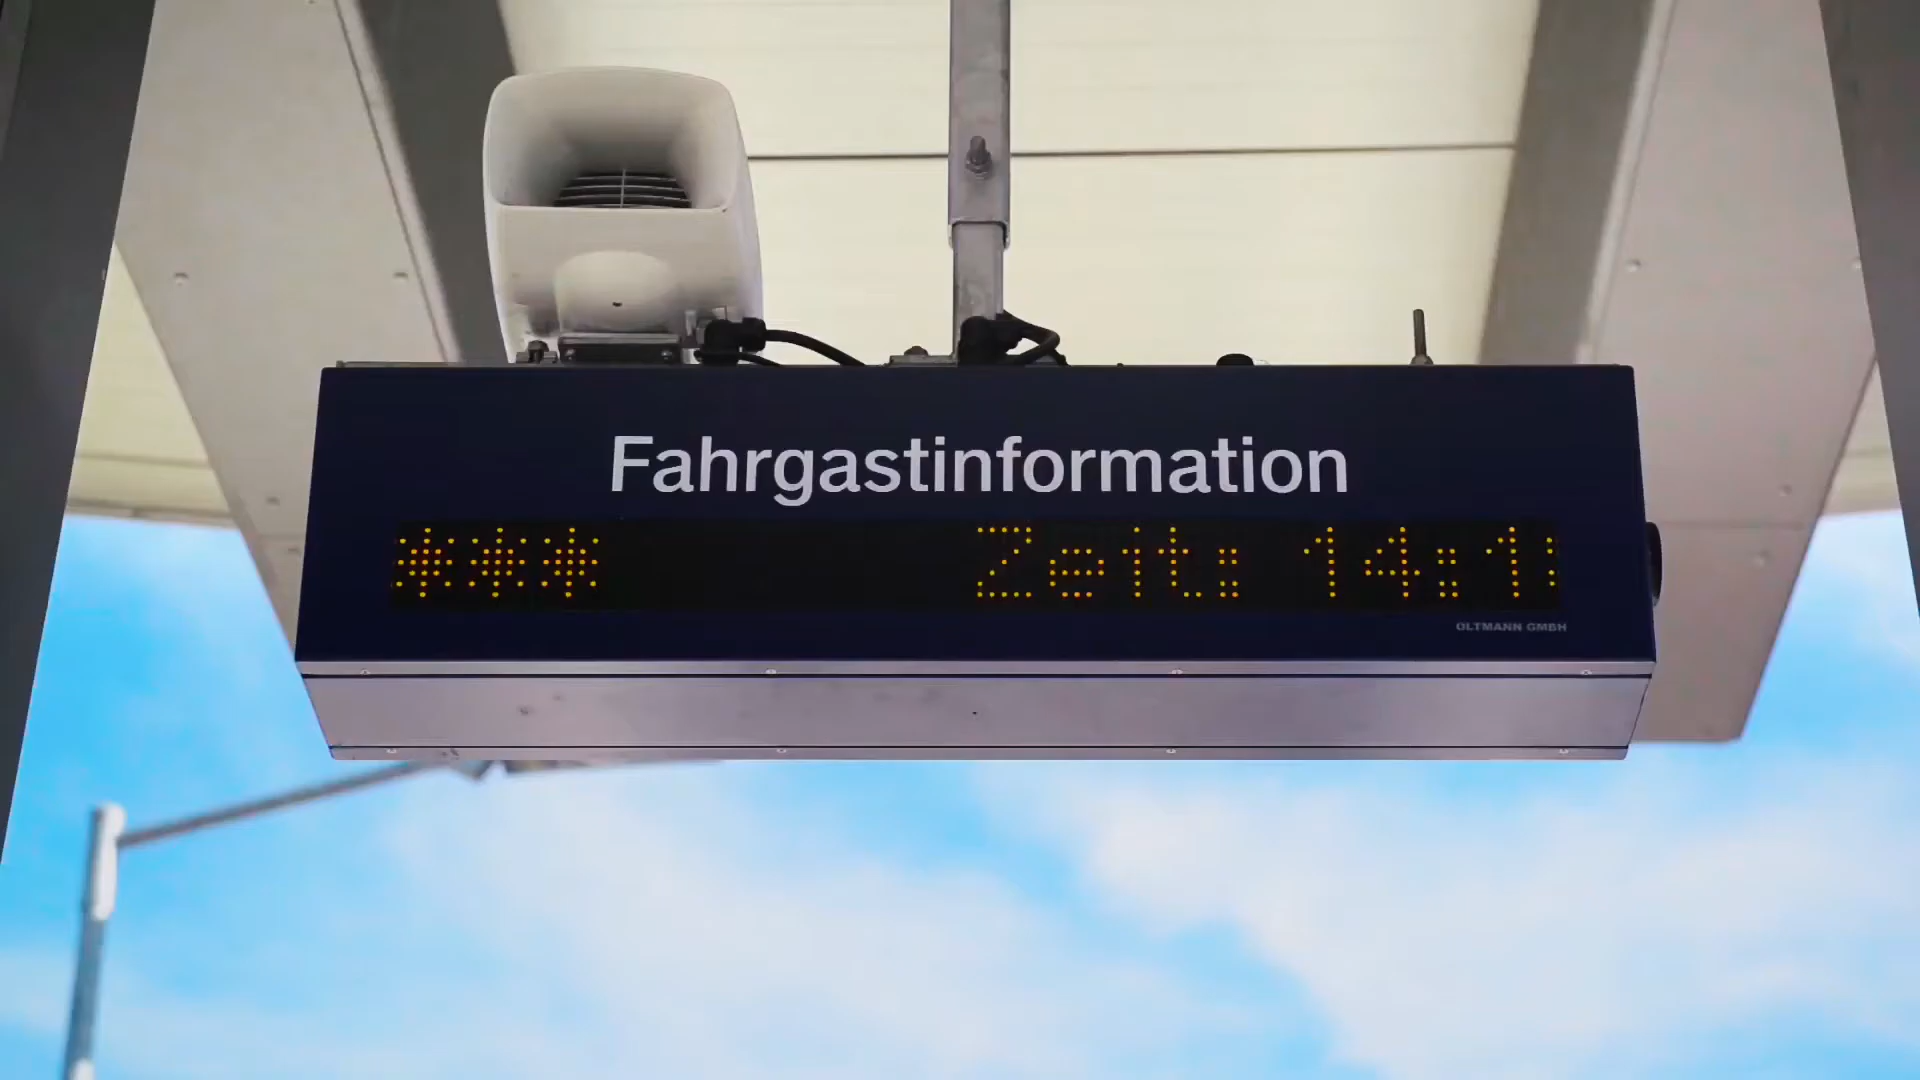 Fahrgastinformation
*** Zeit: 14:1
OLTMANN GMBH